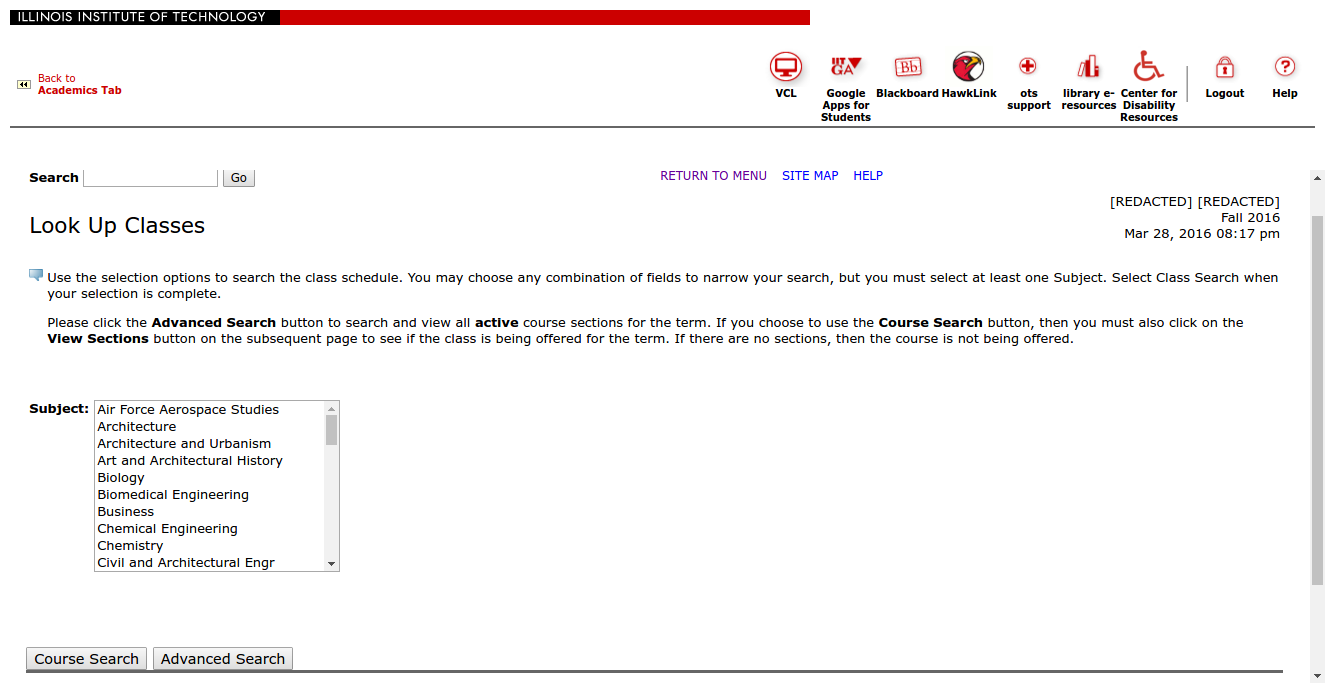 ILLINOIS INSTITUTE OF TECHNOLOGY
Back to
Academics Tab
VCL
IIT
GA
Google
Apps for
Students
Bb
Blackboard
HawkLink
ots
support
library e-
resources
Center for
Disability
Resources
Logout
?
Help
Search
Go
RETURN TO MENU SITE MAP HELP
[REDACTED] [REDACTED]
Fall 2016
Mar 28, 2016 08:17 pm
Look Up Classes
Use the selection options to search the class schedule. You may choose any combination of fields to narrow your search, but you must select at least one Subject. Select Class Search when
your selection is complete.
Please click the Advanced Search button to search and view all active course sections for the term. If you choose to use the Course Search button, then you must also click on the
View Sections button on the subsequent page to see if the class is being offered for the term. If there are no sections, then the course is not being offered.
Subject:
Air Force Aerospace Studies
Architecture
Architecture and Urbanism
Art and Architectural History
Biology
Biomedical Engineering
Business
Chemical Engineering
Chemistry
Civil and Architectural Engr
Course Search
Advanced Search